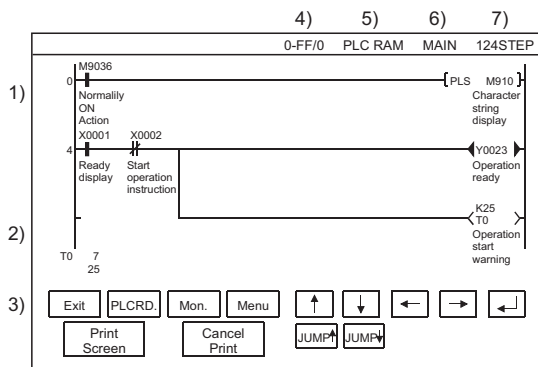 4) 5) 6) 7)
0-FF/0 PLC RAM MAIN 124STEP
1)
M9036
0 PLS M910
Normalily
ON
Action
Character
string
display
X0001 X0002
4 Y0023
Ready
display
Start
operation
instruction
Operation
ready
2)
K25
T0
Operation
start
warning
T0 7
25
3)
Exit PLCRD. Mon. Menu
Print
Screen
Cancel
Print
JUMP JUMP